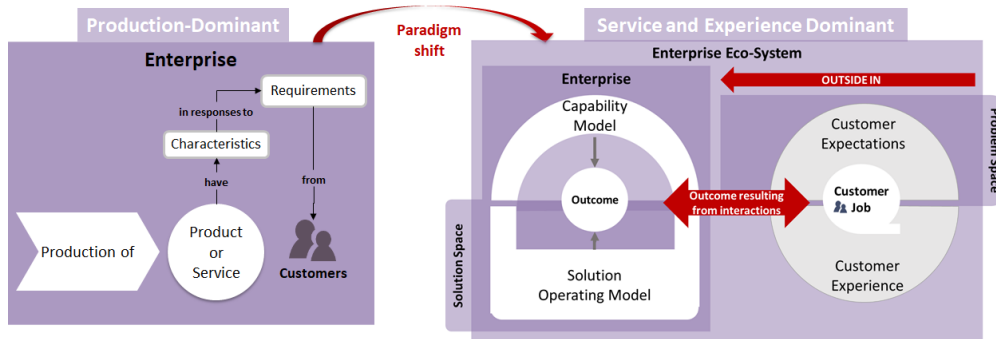 Production-Dominant
Enterprise
Requirements
in responses to
Characteristics
have
from
Production of
Product
or
Service
Customers
Paradigm
shift
Service and Experience Dominant
Enterprise Eco-System
Enterprise
OUTSIDE IN
Capability
Model
Outcome
Solution
Operating Model
Solution Space
Outcome resulting
from interactions
Customer
Expectations
Customer
Job
Customer
Experience
Problem Space